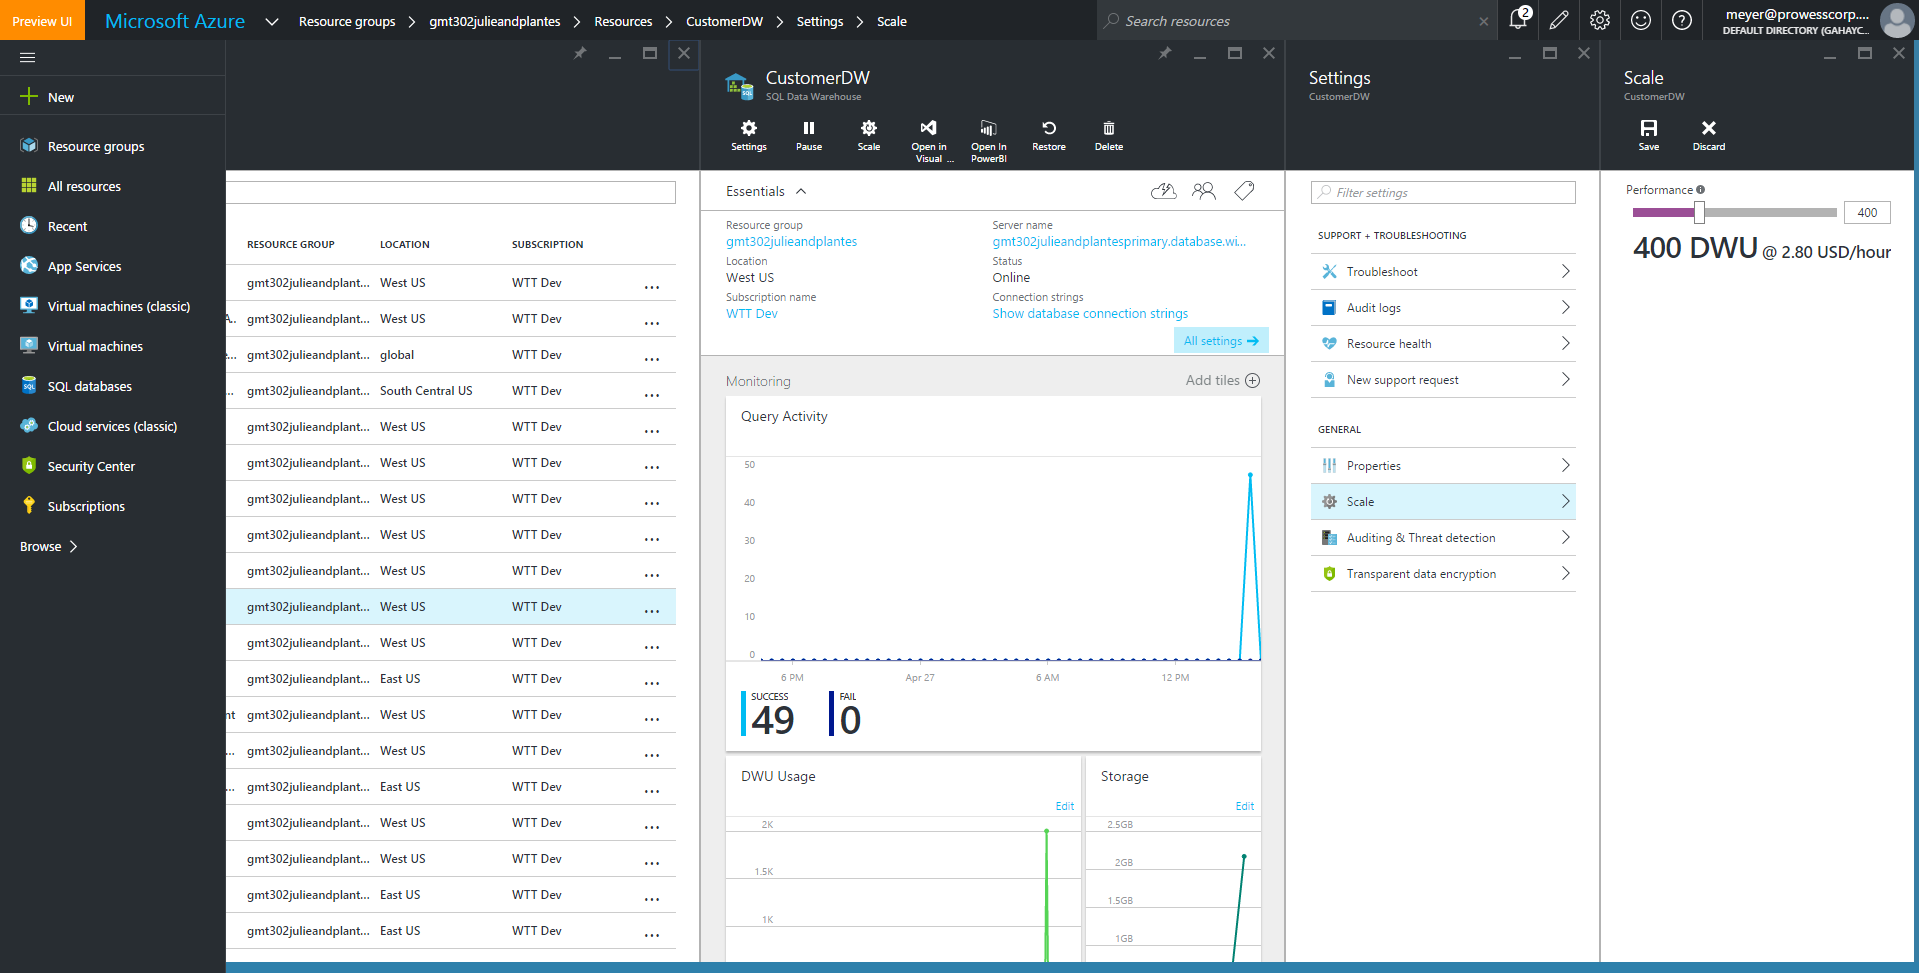 Preview UI
Microsoft Azure
Resource groups > gmt302julieandplantes > Resources > CustomerDW > Settings > Scale
Search resources
2
meyer@prowesscorp....
DEFAULT DIRECTORY (GAHAYC...
New
Resource groups
All resources
Recent
App Services
Virtual machines (classic)
Virtual machines
SQL databases
Cloud services (classic)
Security Center
Subscriptions
Browse >
RESOURCE GROUP LOCATION SUBSCRIPTION
gmt302julieandplant... West US WTT Dev ...
A.. gmt302julieandplant... West US WTT Dev ...
e... gmt302julieandplant... global WTT Dev ...
... gmt302julieandplant... South Central US WTT Dev ...
gmt302julieandplant... West US WTT Dev ...
gmt302julieandplant... West US WTT Dev ...
gmt302julieandplant... West US WTT Dev ...
gmt302julieandplant... West US WTT Dev ...
gmt302julieandplant... West US WTT Dev ...
gmt302julieandplant... West US WTT Dev ...
gmt302julieandplant... West US WTT Dev ...
gmt302julieandplant... East US WTT Dev ...
nt gmt302julieandplant... West US WTT Dev ...
... gmt302julieandplant... West US WTT Dev ...
... gmt302julieandplant... East US WTT Dev ...
gmt302julieandplant... West US WTT Dev ...
gmt302julieandplant... West US WTT Dev ...
gmt302julieandplant... East US WTT Dev ...
gmt302julieandplant... East US WTT Dev ...
CustomerDW
SQL Data Warehouse
Settings
Pause
Scale
Open in Visual ...
Open In PowerBI
Restore
Delete
Essentials
Resource group
gmt302julieandplantes
Location
West US
Subscription name
WTT Dev
Server name
gmt302julieandplantesprimary.database.wi...
Status
Online
Connection strings
Show database connection strings
All settings
Monitoring
Add tiles
Query Activity
50
40
30
20
10
0
6 PM Apr 27 6 AM 12 PM
SUCCESS
49
FAIL
0
DWU Usage
Edit
2K
1.5K
1K
Storage
Edit
2.5GB
2GB
1.5GB
1GB
Settings
CustomerDW
Filter settings
SUPPORT + TROUBLESHOOTING
Troubleshoot
Audit logs
Resource health
New support request
GENERAL
Properties
Scale
Auditing & Threat detection
Transparent data encryption
Scale
CustomerDW
Save
Discard
Performance
400
400 DWU @ 2.80 USD/hour